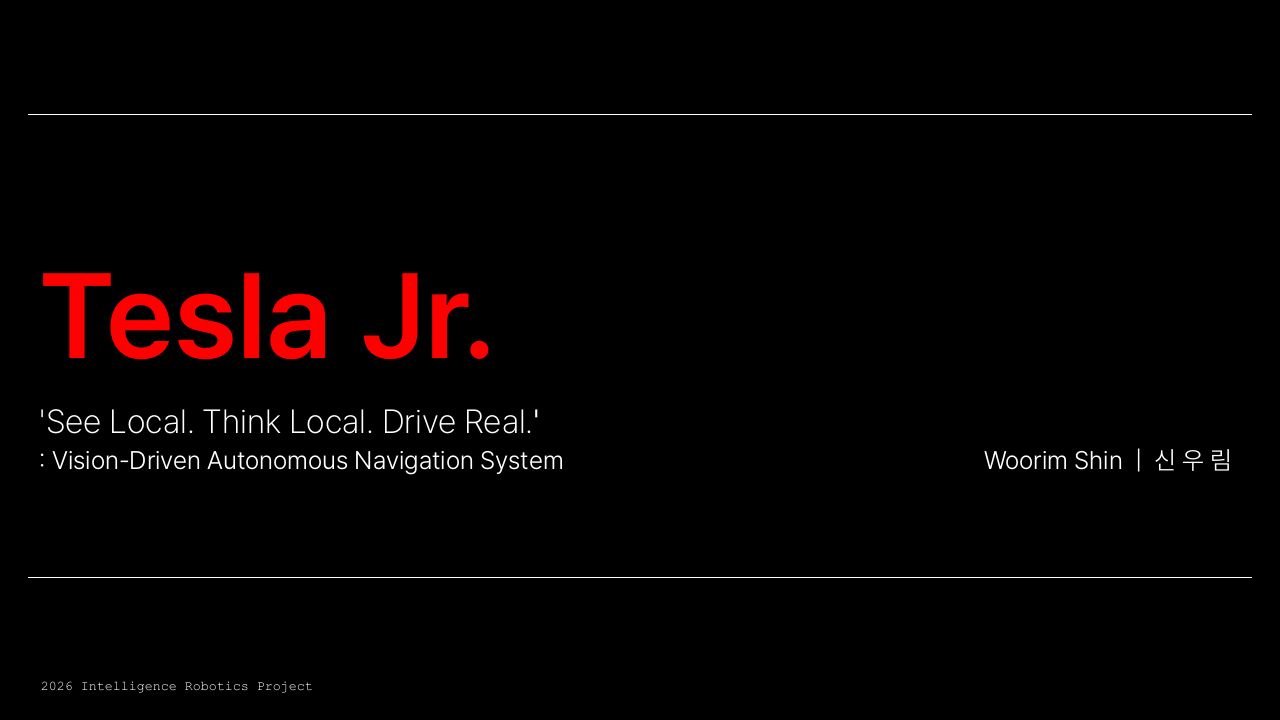 Tesla Jr.
'See Local. Think Local. Drive Real.'
: Vision-Driven Autonomous Navigation System
Woorim Shin | 신 우 림
2026 Intelligence Robotics Project